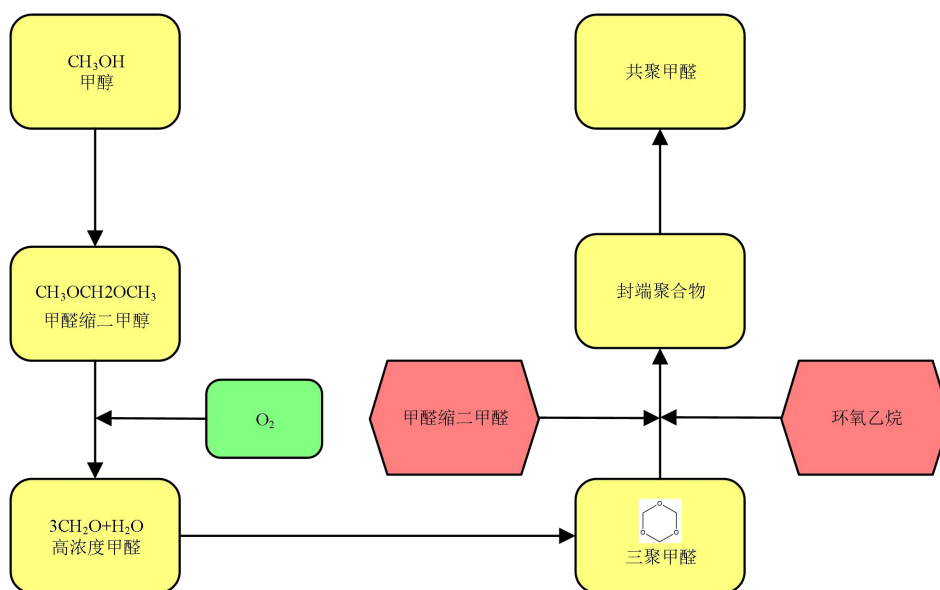 CH₃OH
甲醇
CH₃OCH2OCH₃
甲醛缩二甲醇
O₂
3CH₂O+H₂O
高浓度甲醛
共聚甲醛
封端聚合物
甲醛缩二甲醛
环氧乙烷
O
O
O
三聚甲醛